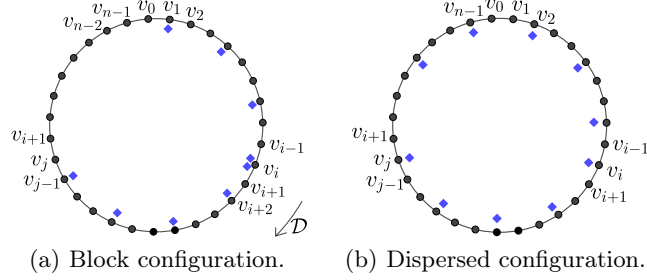 v_{n-2} v_{n-1} v_0 v_1 v_2
v_{i-1}
v_i
v_{i+1}
v_{i+2}
v_{i+1}
v_j
v_{j-1}
𝒟
(a) Block configuration.
v_{n-1} v_0 v_1 v_2
v_{i-1}
v_i
v_{i+1}
v_{i+1}
v_j
v_{j-1}
(b) Dispersed configuration.